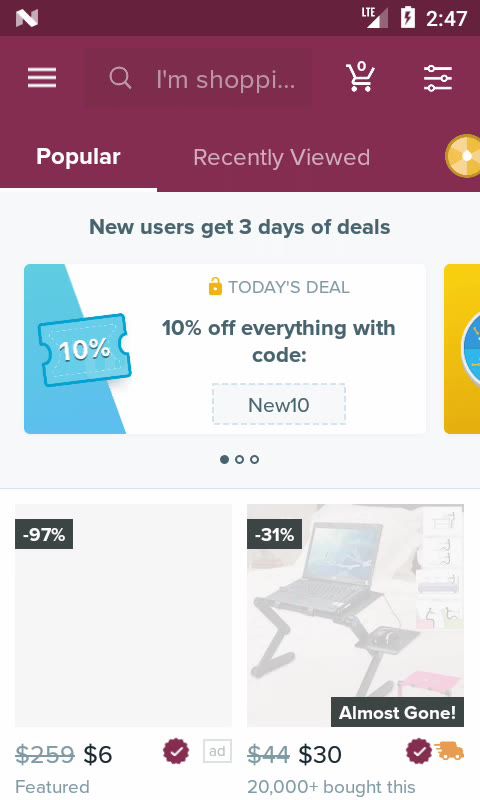 LTE 2:47
I'm shoppi... 0
Popular Recently Viewed
New users get 3 days of deals
TODAY'S DEAL
10% 10% off everything with
code:
New10
-97% -31%
Almost Gone!
$259 $6 ad $44 $30
Featured 20,000+ bought this